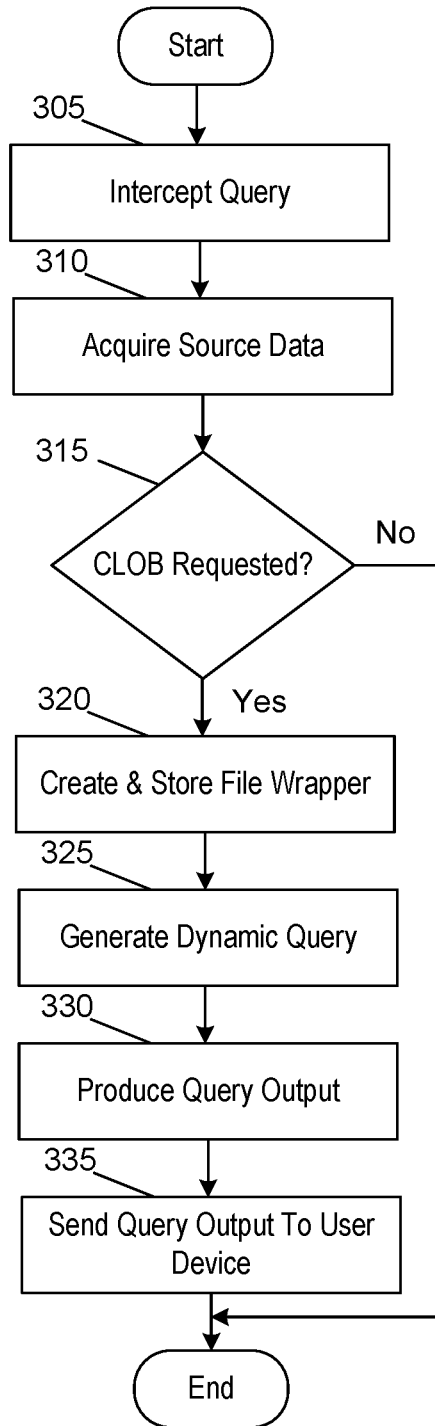 Start
305
Intercept Query
310
Acquire Source Data
315
CLOB Requested?
No
Yes
320
Create & Store File Wrapper
325
Generate Dynamic Query
330
Produce Query Output
335
Send Query Output To User
Device
End